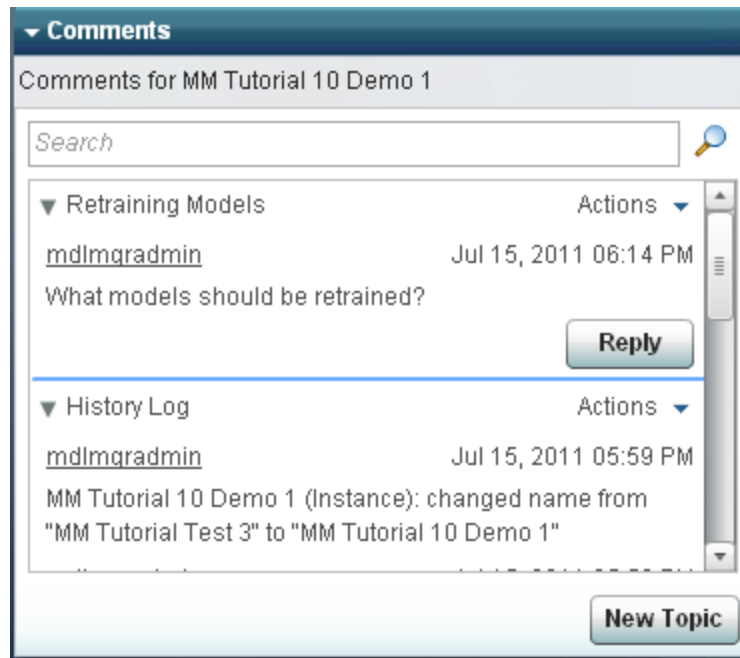 Comments
Comments for MM Tutorial 10 Demo 1
Search
Retraining Models Actions
mdlmgradmin Jul 15, 2011 06:14 PM
What models should be retrained?
Reply
History Log Actions
mdlmgradmin Jul 15, 2011 05:59 PM
MM Tutorial 10 Demo 1 (Instance): changed name from
"MM Tutorial Test 3" to "MM Tutorial 10 Demo 1"
New Topic